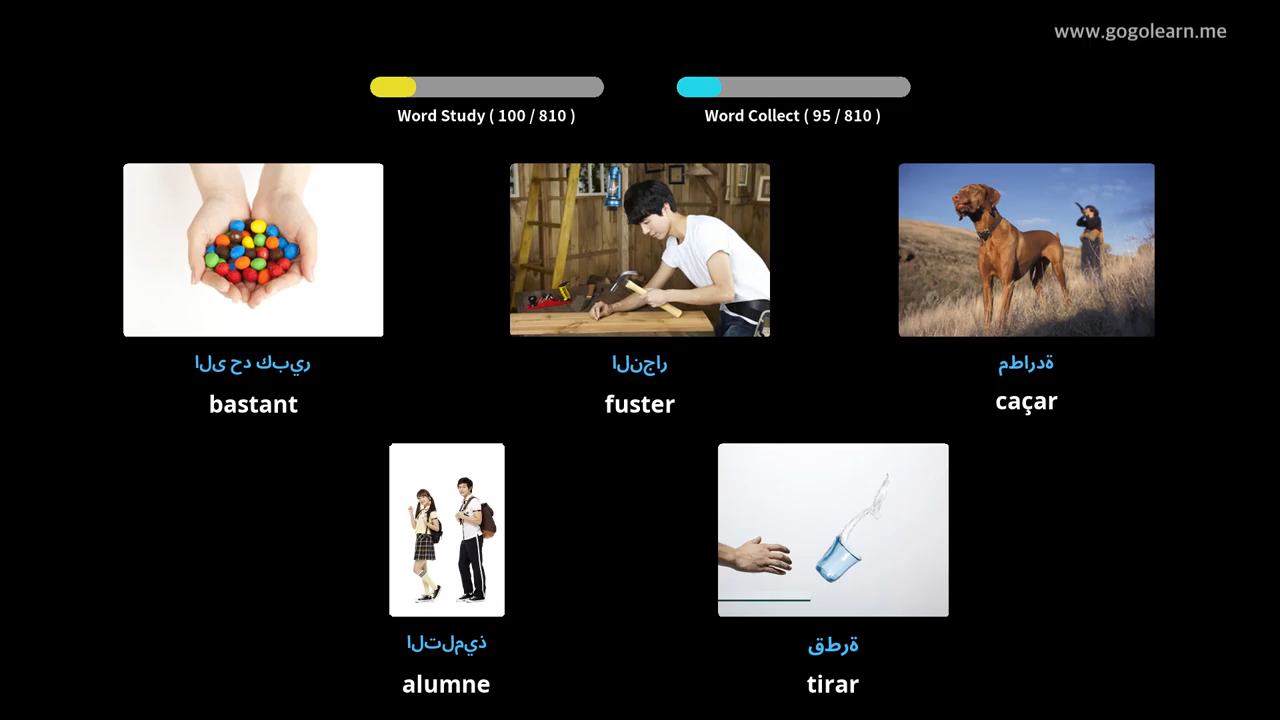 www.gogolearn.me
Word Study ( 100 / 810 )
Word Collect ( 95 / 810 )
الى حد كبير
bastant
النجار
fuster
مطاردة
caçar
التلميذ
alumne
قطرة
tirar